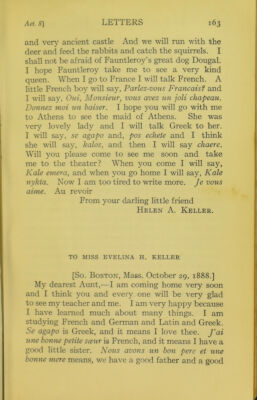 Aet. 8] LETTERS 163
and very ancient castle And we will run with the
deer and feed the rabbits and catch the squirrels. I
shall not be afraid of Fauntleroy's great dog Dougal.
I hope Fauntleroy take me to see a very kind
queen. When I go to France I will talk French. A
little French boy will say, Parlez-vous Francais? and
I will say, Oui, Monsieur, vous avez un joli chapeau.
Donnez moi un baiser. I hope you will go with me
to Athens to see the maid of Athens. She was
very lovely lady and I will talk Greek to her.
I will say, se agapo and, pos echete and I think
she will say, kalos, and then I will say chaere.
Will you please come to see me soon and take
me to the theater? When you come I will say,
Kale emera, and when you go home I will say, Kale
nykta. Now I am too tired to write more. Je vous
aime. Au revoir
From your darling little friend
HELEN A. KELLER.
TO MISS EVELINA H. KELLER
[So. Boston, Mass. October 29, 1888.]
My dearest Aunt,—I am coming home very soon
and I think you and every one will be very glad
to see my teacher and me. I am very happy because
I have learned much about many things. I am
studying French and German and Latin and Greek.
Se agapo is Greek, and it means I love thee. J'ai
une bonne petite sœur is French, and it means I have a
good little sister. Nous avons un bon pere et une
bonne mere means, we have a good father and a good